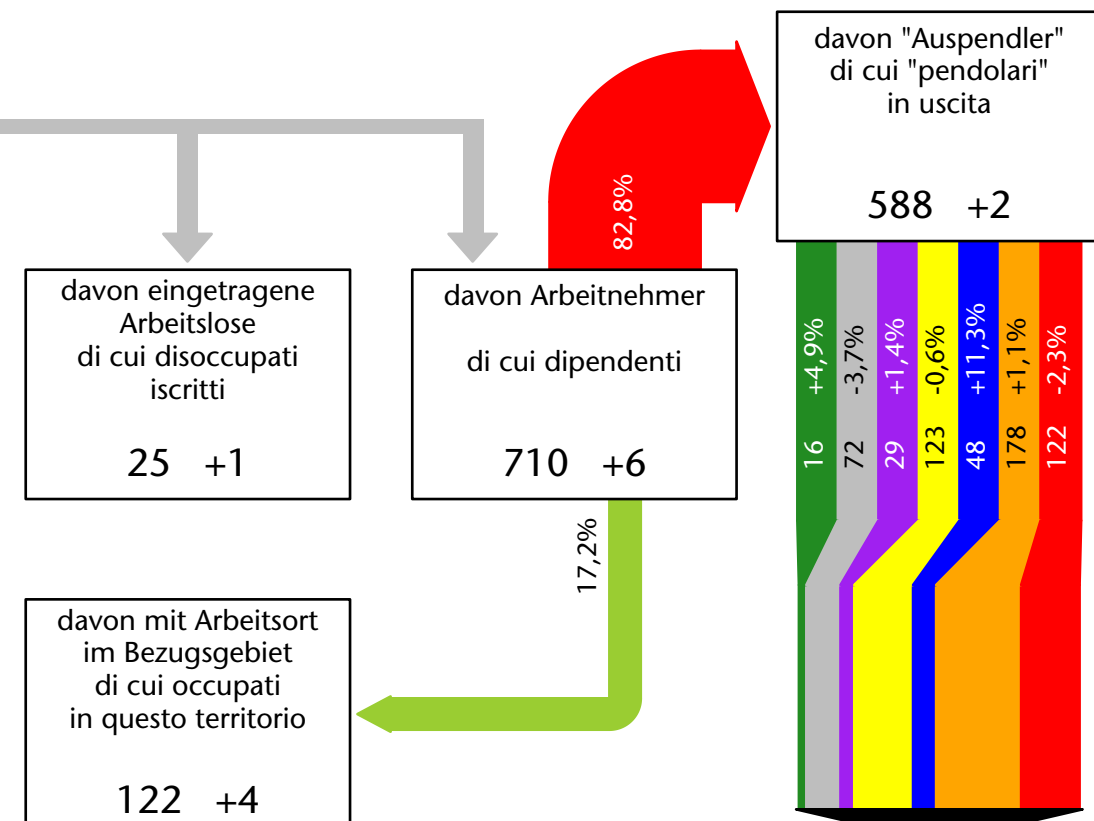 davon "Auspendler"
di cui "pendolari"
in uscita
588 +2
82,8%
davon eingetragene
Arbeitslose
di cui disoccupati
iscritti
25 +1
davon Arbeitnehmer
di cui dipendenti
710 +6
16 +4,9%
72 -3,7%
29 +1,4%
123 -0,6%
48 +11,3%
178 +1,1%
122 -2,3%
17,2%
davon mit Arbeitsort
im Bezugsgebiet
di cui occupati
in questo territorio
122 +4